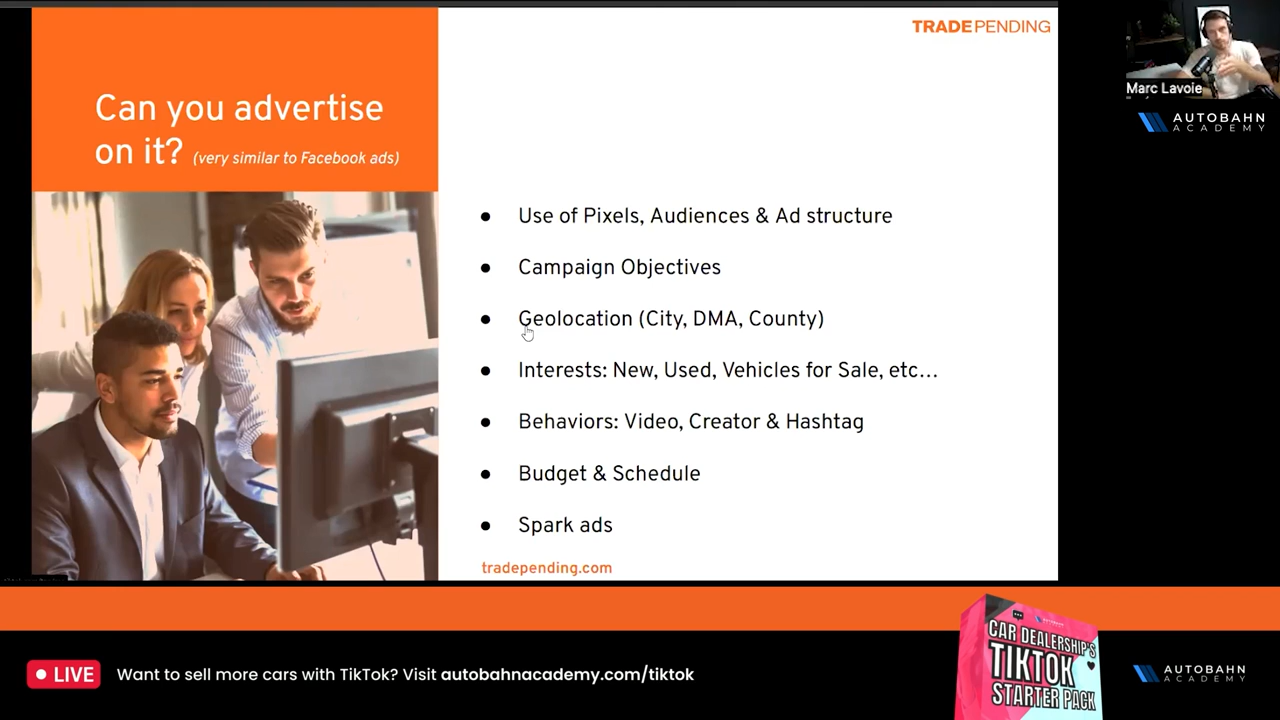 TRADEPENDING
Can you advertise
on it? (very similar to Facebook ads)
● Use of Pixels, Audiences & Ad structure
● Campaign Objectives
● Geolocation (City, DMA, County)
● Interests: New, Used, Vehicles for Sale, etc...
● Behaviors: Video, Creator & Hashtag
● Budget & Schedule
● Spark ads
tradepending.com
Marc Lavoie
AUTOBAHN
ACADEMY
LIVE
Want to sell more cars with TikTok? Visit autobahnacademy.com/tiktok
AUTOBAHN
CAR DEALERSHIP'S
TIKTOK
STARTER PACK
AUTOBAHN
ACADEMY